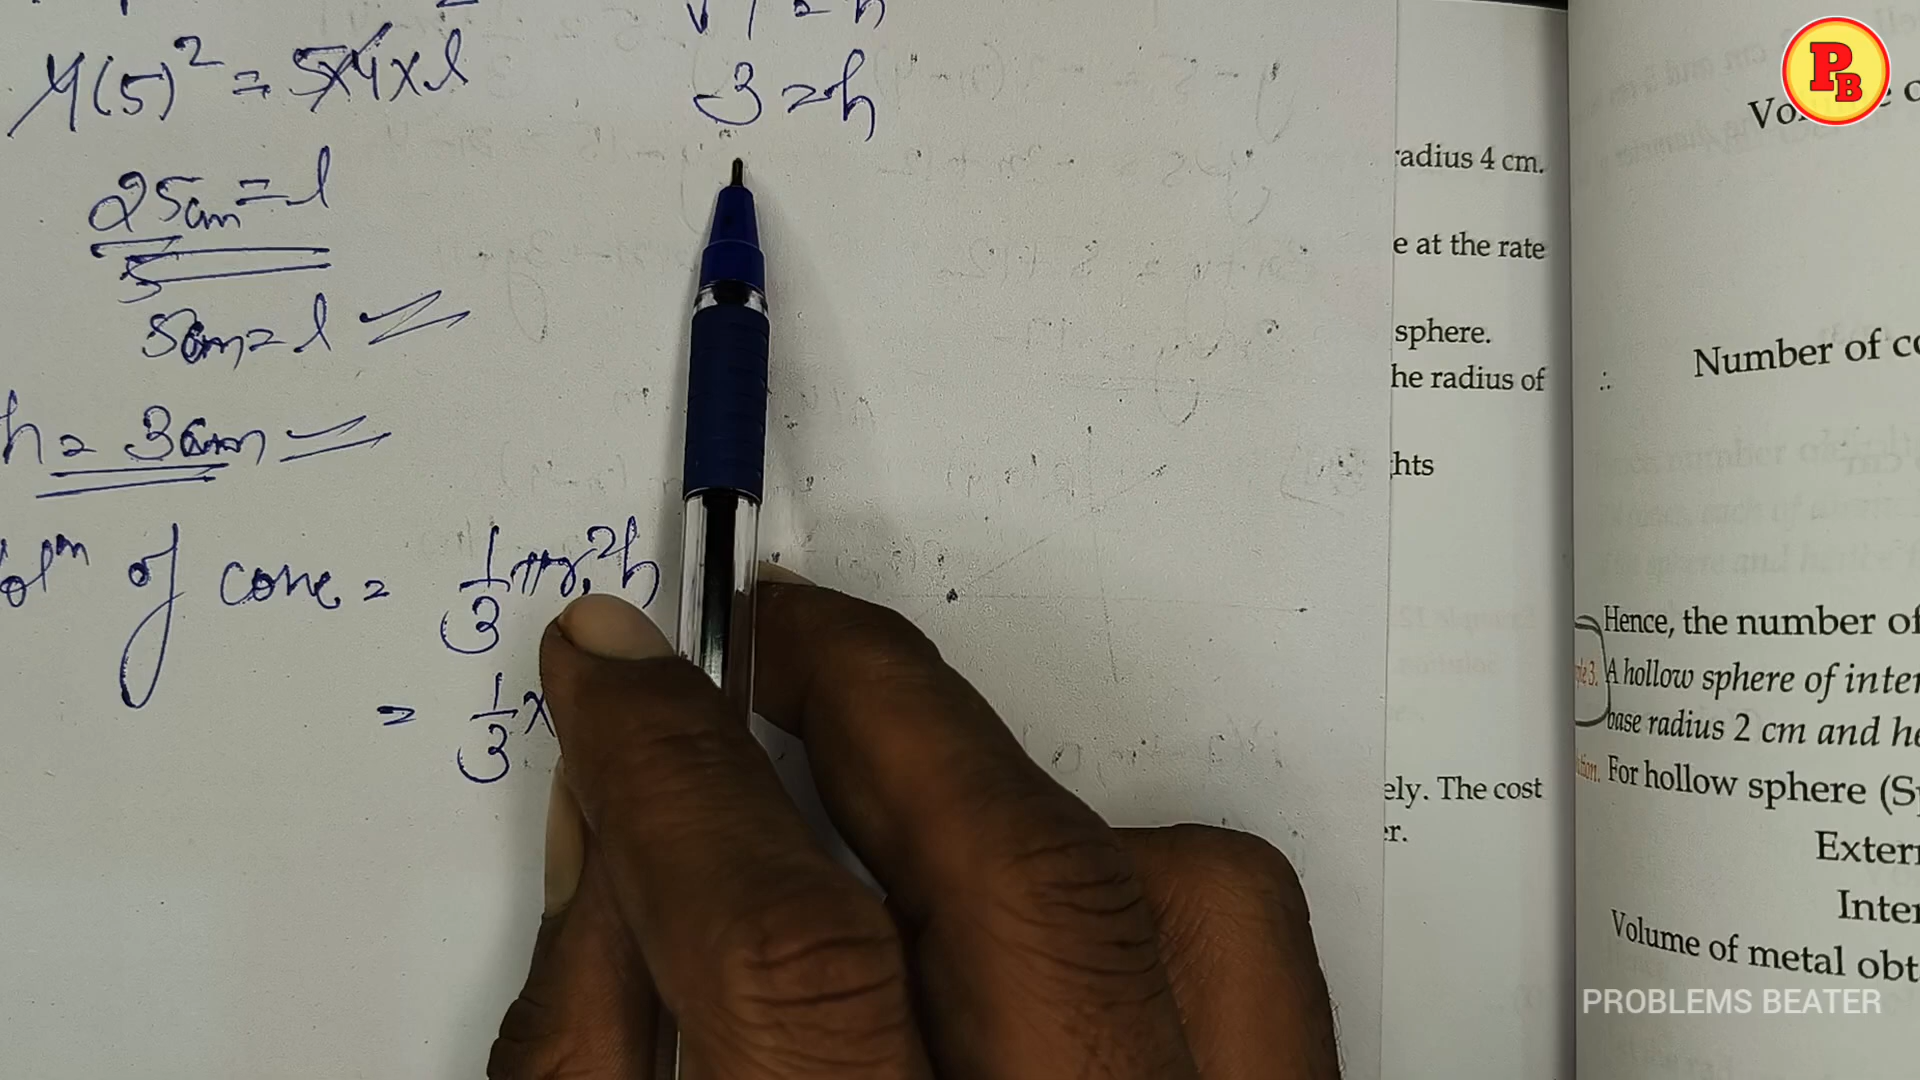 4(5)² = 5×4×l
25cm = l
5
5cm = l
h = 3cm
of cone = 1/3 πr²h
= 1/3 ×
3 = h
radius 4 cm.
e at the rate
sphere.
he radius of
hts
ely. The cost
er.
PB
Number of co
Hence, the number of
A hollow sphere of inter
base radius 2 cm and he
For hollow sphere (S
Extern
Inter
Volume of metal obt
PROBLEMS BEATER